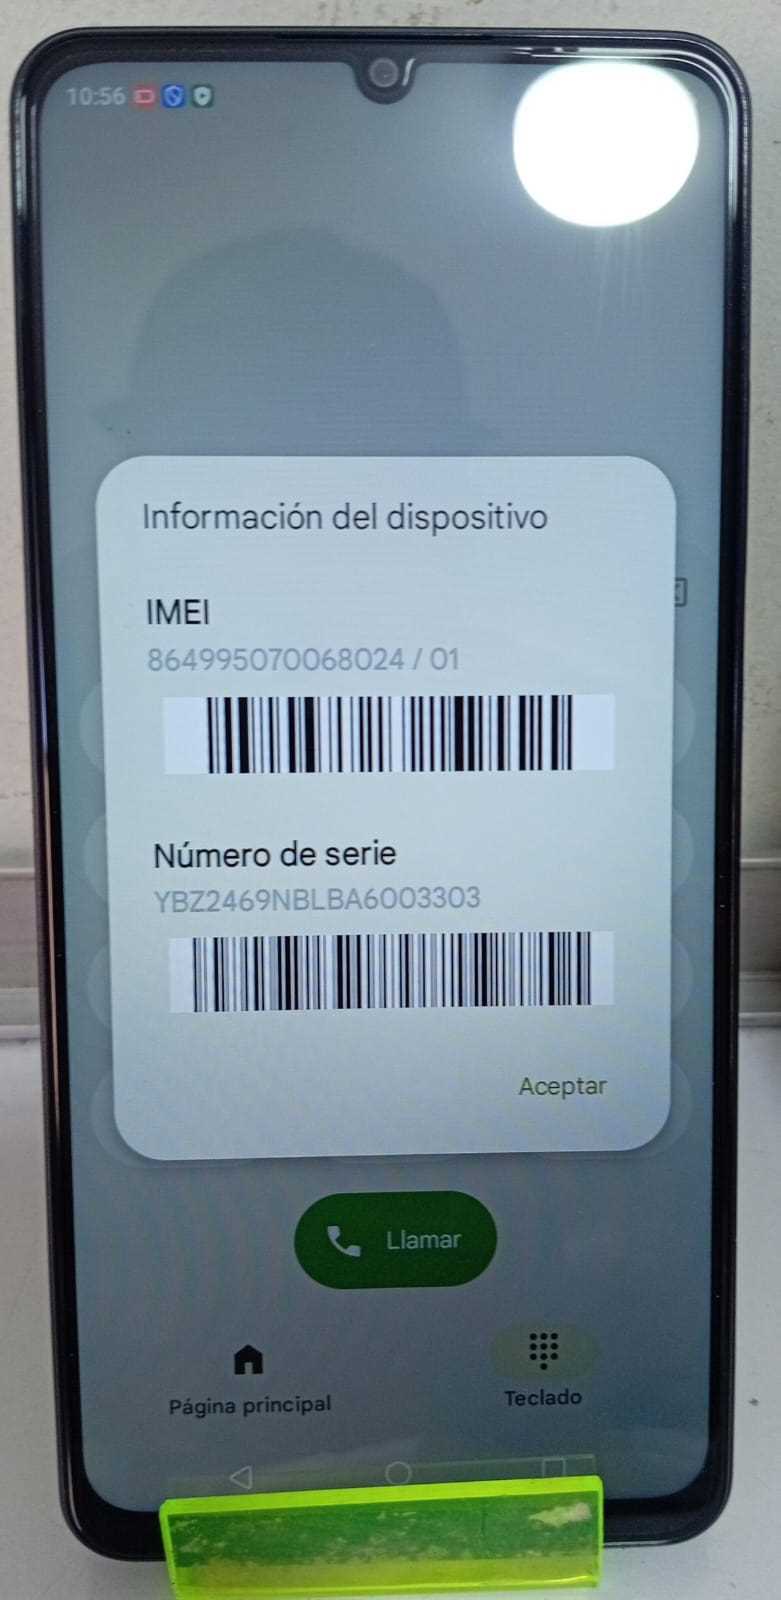 10:56
Información del dispositivo
IMEI
864995070068024 / 01
Número de serie
YBZ2469NBLBA6003303
Aceptar
Llamar
Página principal
Teclado